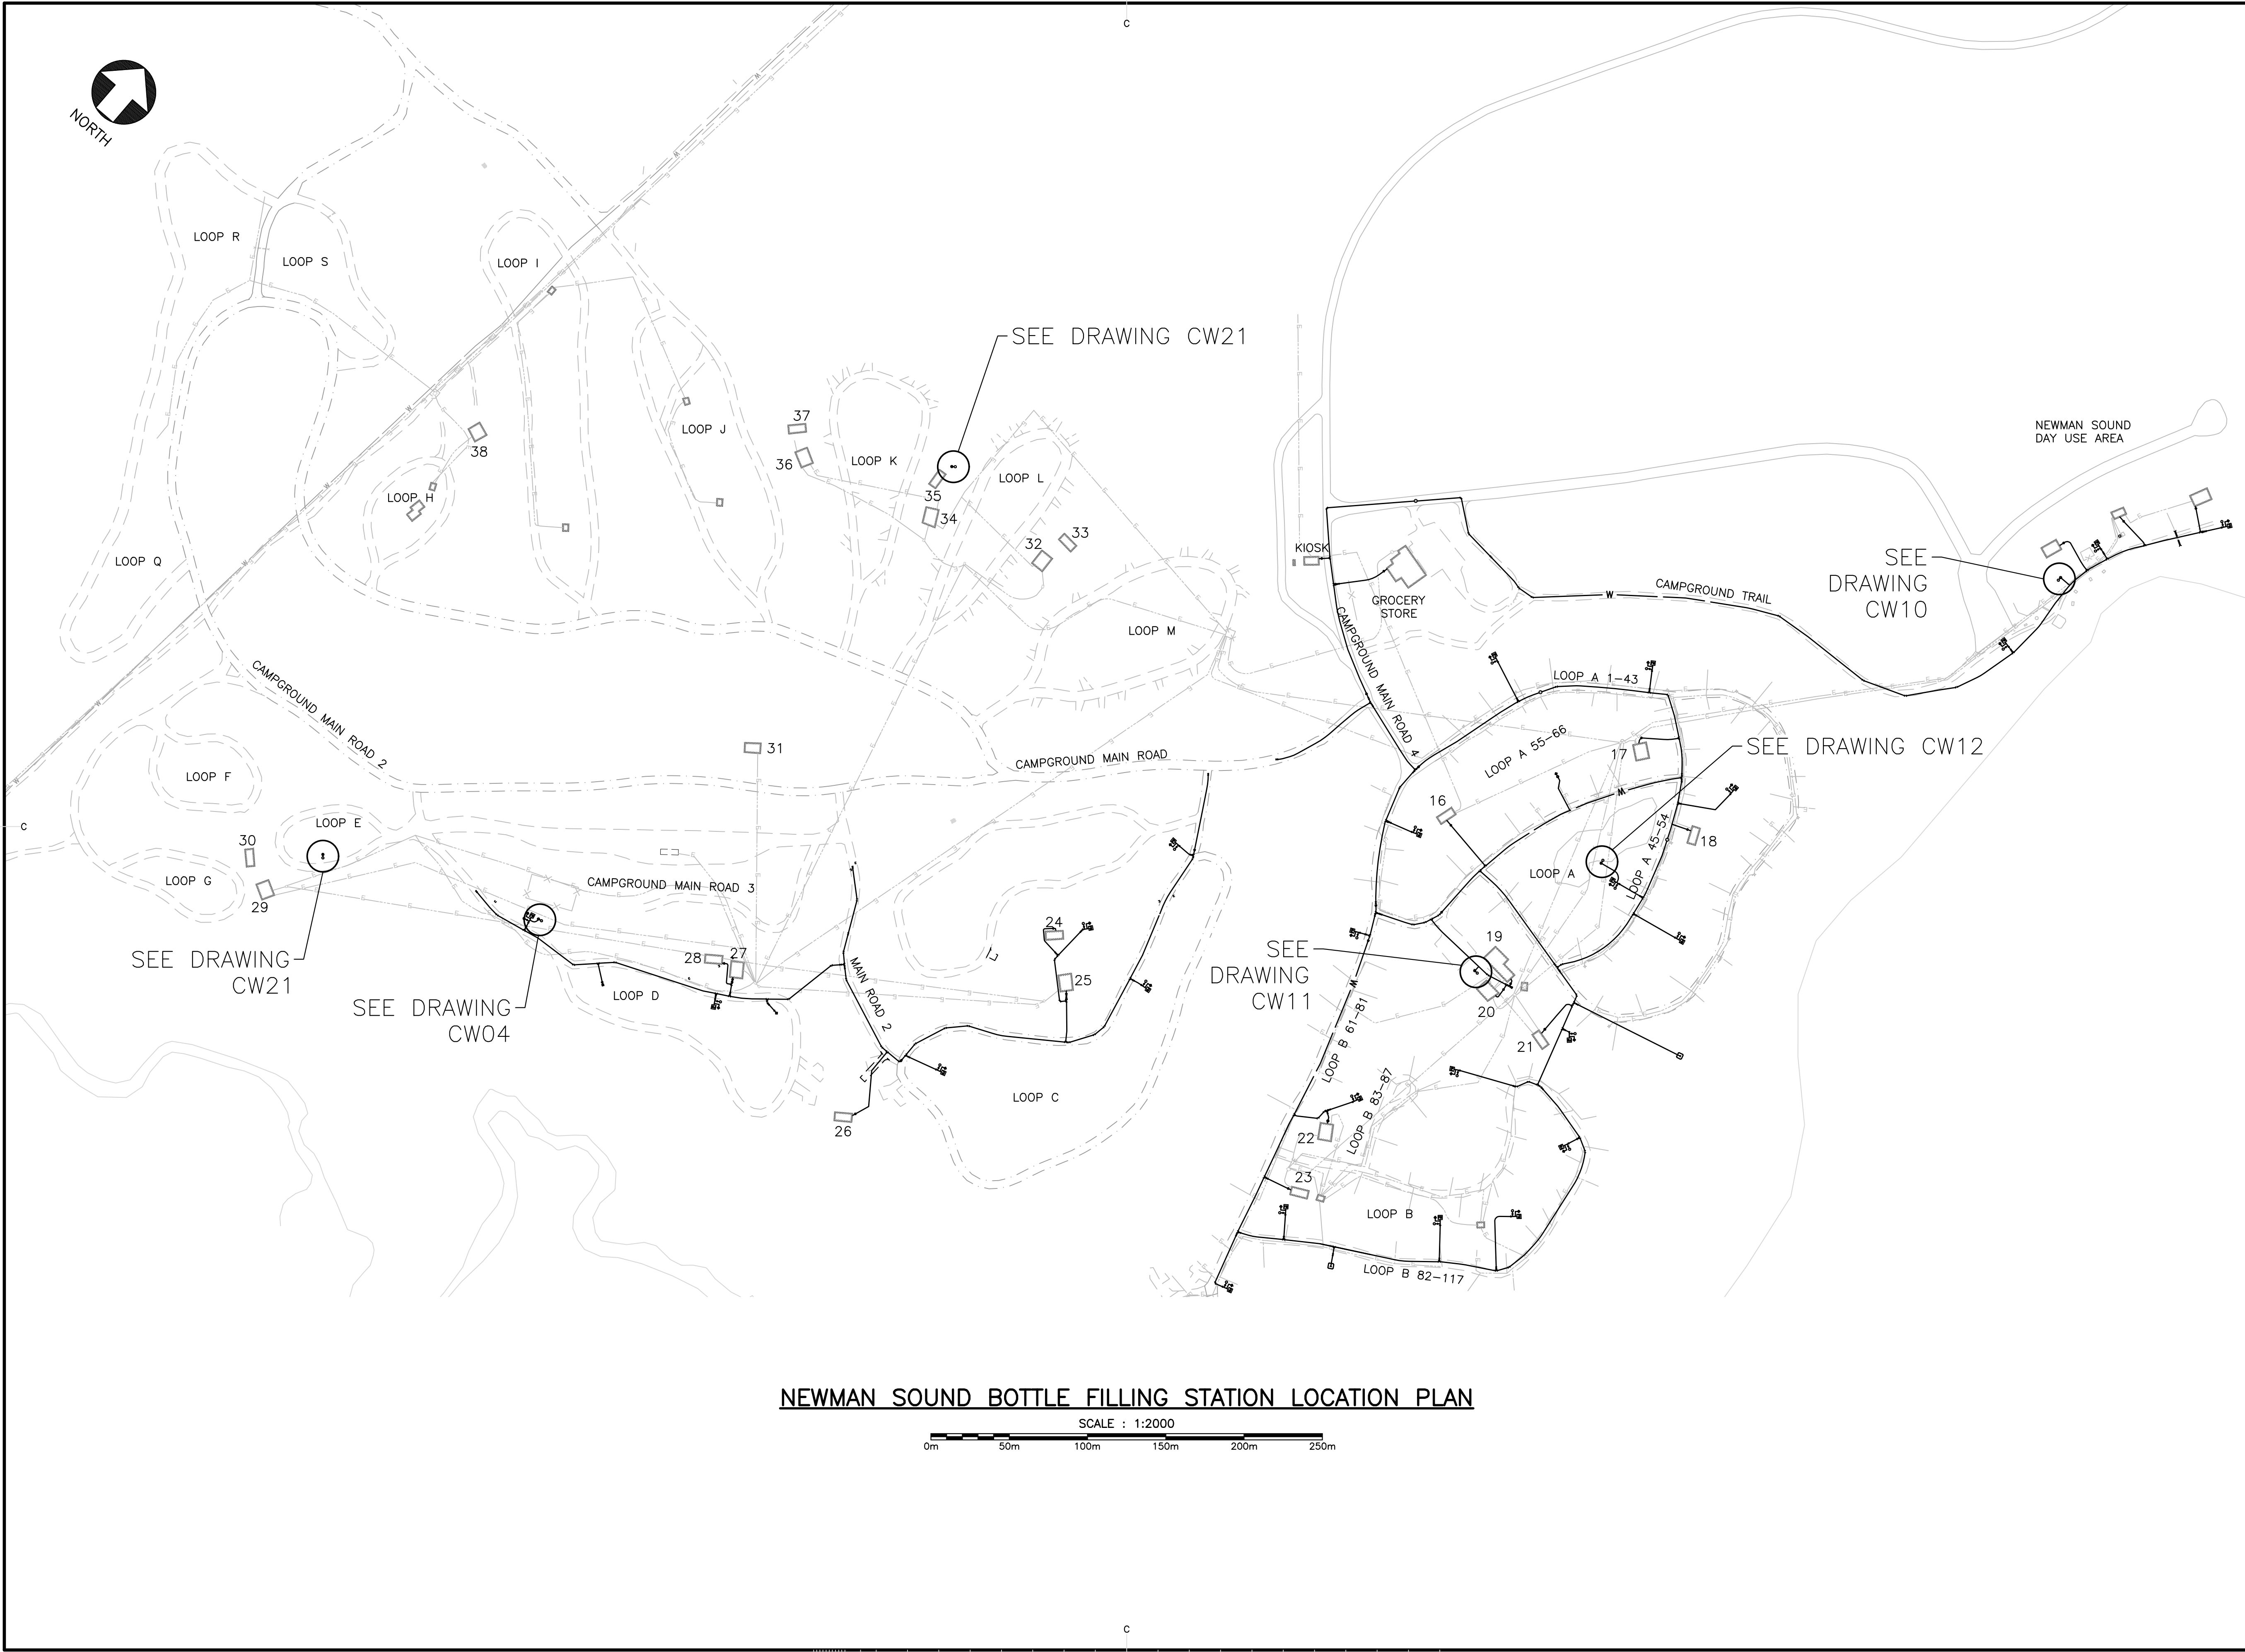 C
NORTH
LOOP R
LOOP S
LOOP I
SEE DRAWING CW21
37
LOOP J
36
LOOP K
38
LOOP H
35
34
LOOP L
32
33
NEWMAN SOUND
DAY USE AREA
KIOSK
GROCERY
STORE
LOOP Q
SEE
DRAWING
CW10
CAMPGROUND TRAIL
W
LOOP M
CAMPGROUND MAIN ROAD 4
LOOP A 1-43
CAMPGROUND MAIN ROAD 2
31
CAMPGROUND MAIN ROAD
LOOP A 55-66
17
SEE DRAWING CW12
LOOP F
W
16
C
LOOP E
18
LOOP A 45-54
30
LOOP G
29
CAMPGROUND MAIN ROAD 3
LOOP A
24
SEE DRAWING
CW21
28
27
25
SEE
DRAWING
CW11
19
20
W
SEE DRAWING
CW04
LOOP D
MAIN ROAD 2
21
LOOP B 61-81
26
LOOP C
22
LOOP B 83-87
23
LOOP B
LOOP B 82-117
NEWMAN SOUND BOTTLE FILLING STATION LOCATION PLAN
SCALE : 1:2000
0m 50m 100m 150m 200m 250m
C